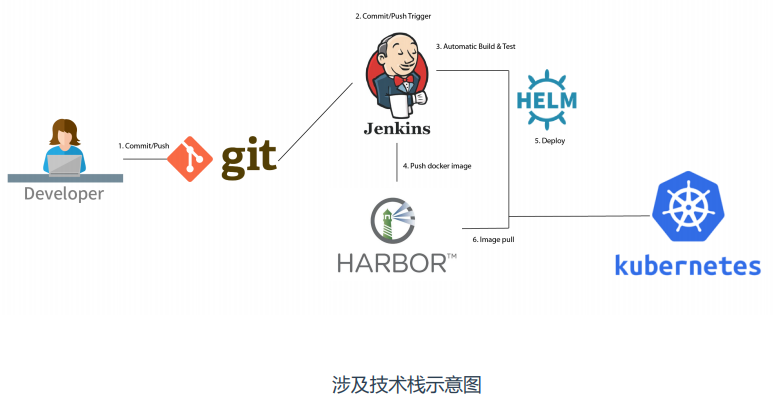 2. Commit/Push Trigger
3. Automatic Build & Test
HELM
Jenkins
5. Deploy
1. Commit/Push
git
4. Push docker image
Developer
HARBOR™
6. Image pull
kubernetes
涉及技术栈示意图